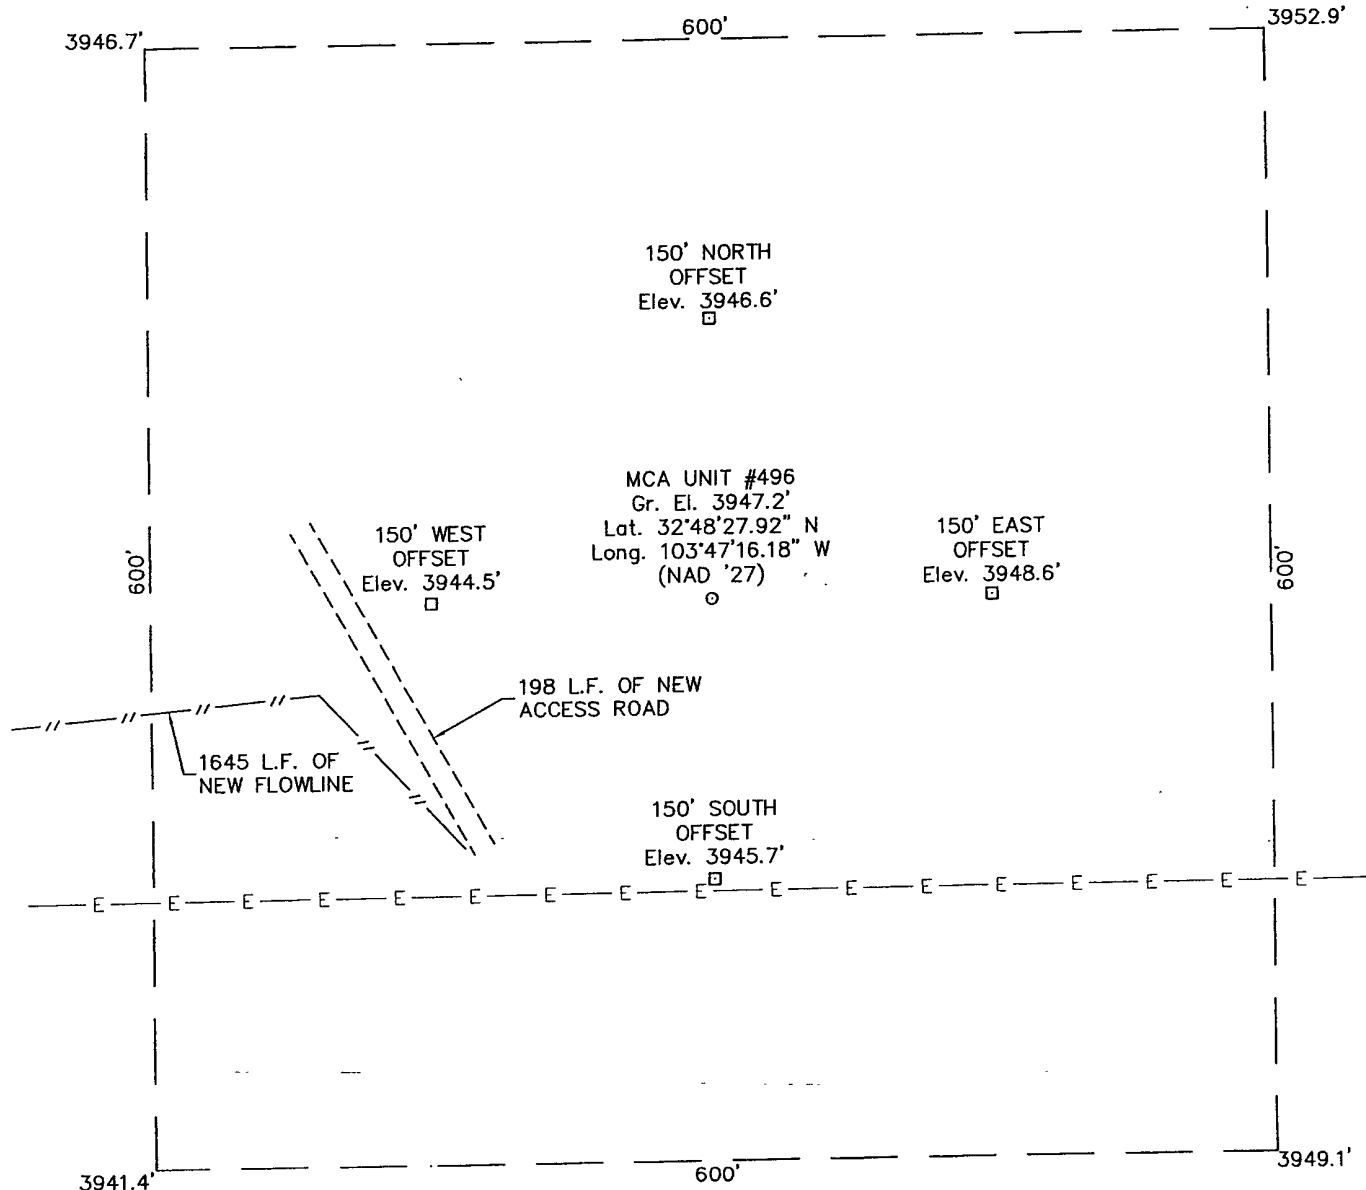 3946.7'
600'
3952.9'
150' NORTH
OFFSET
Elev. 3946.6'
MCA UNIT #496
Gr. El. 3947.2'
Lat. 32°48'27.92" N
Long. 103°47'16.18" W
(NAD '27)
150' WEST
OFFSET
Elev. 3944.5'
150' EAST
OFFSET
Elev. 3948.6'
600'
600'
198 L.F. OF NEW
ACCESS ROAD
1645 L.F. OF
NEW FLOWLINE
150' SOUTH
OFFSET
Elev. 3945.7'
E E E E E E E E E E E E E E E E E
3941.4'
600'
3949.1'